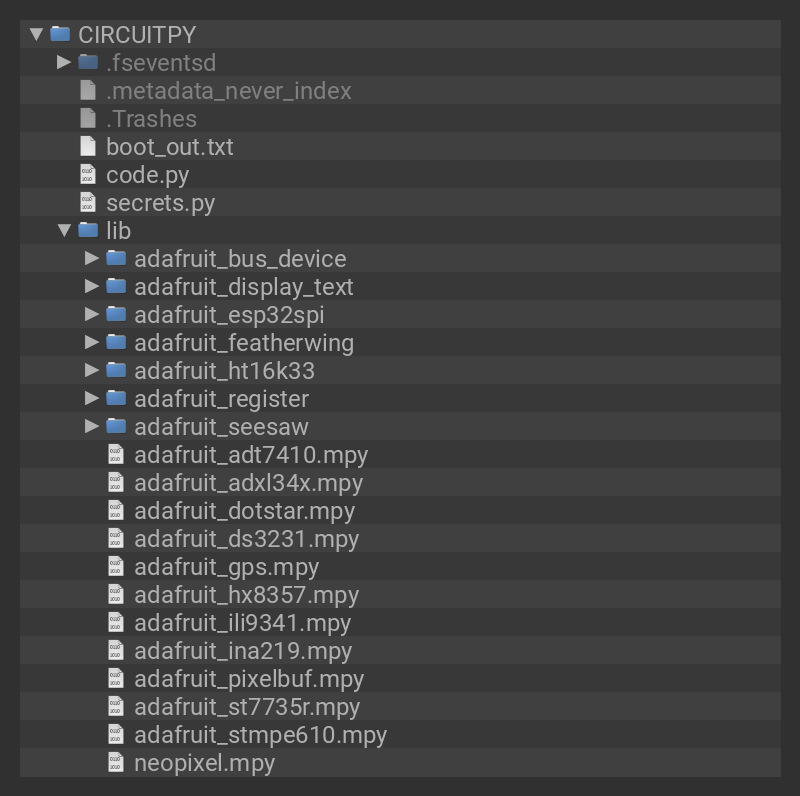 CIRCUITPY
.fseventsd
.metadata_never_index
.Trashes
boot_out.txt
code.py
secrets.py
lib
adafruit_bus_device
adafruit_display_text
adafruit_esp32spi
adafruit_featherwing
adafruit_ht16k33
adafruit_register
adafruit_seesaw
adafruit_adt7410.mpy
adafruit_adxl34x.mpy
adafruit_dotstar.mpy
adafruit_ds3231.mpy
adafruit_gps.mpy
adafruit_hx8357.mpy
adafruit_ili9341.mpy
adafruit_ina219.mpy
adafruit_pixelbuf.mpy
adafruit_st7735r.mpy
adafruit_stmpe610.mpy
neopixel.mpy